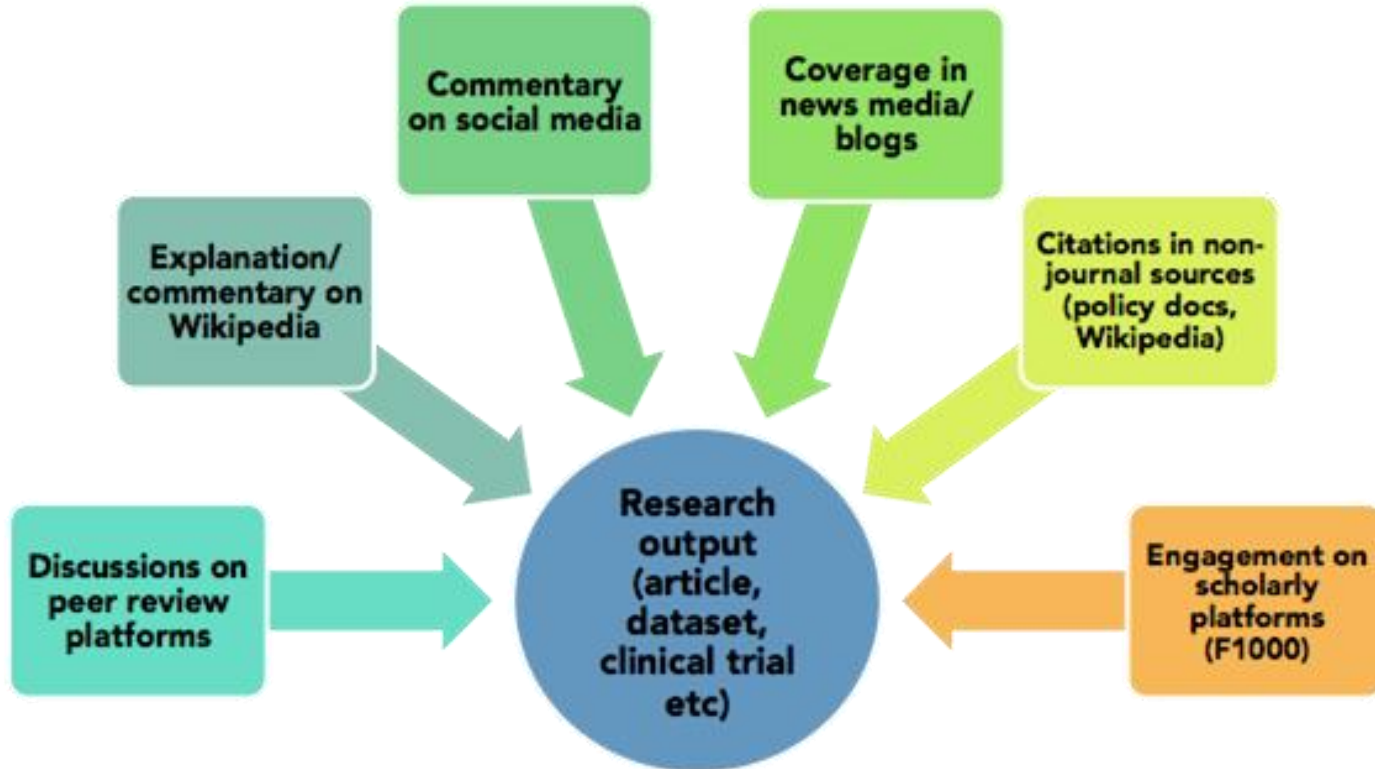 Commentary
on social media
Coverage in
news media/
blogs
Explanation/
commentary on
Wikipedia
Citations in non-
journal sources
(policy docs,
Wikipedia)
Discussions on
peer review
platforms
Research
output
(article,
dataset,
clinical trial
etc)
Engagement on
scholarly
platforms
(F1000)